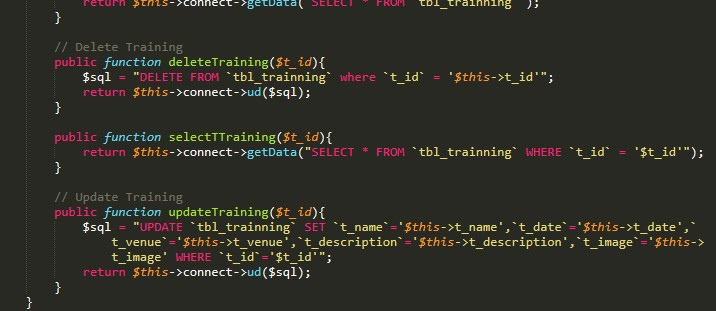 return $this->connect->getData("SELECT * FROM `tbl_trainning` ");
}
// Delete Training
public function deleteTraining($t_id){
$sql = "DELETE FROM `tbl_trainning` where `t_id` = '$this->t_id'";
return $this->connect->ud($sql);
}
public function selectTTraining($t_id){
return $this->connect->getData("SELECT * FROM `tbl_trainning` WHERE `t_id` = '$t_id'");
}
// Update Training
public function updateTraining($t_id){
$sql = "UPDATE `tbl_trainning` SET `t_name`='$this->t_name',`t_date`='$this->t_date',`
t_venue`='$this->t_venue',`t_description`='$this->t_description',`t_image`='$this->
t_image' WHERE `t_id`='$t_id'";
return $this->connect->ud($sql);
}
}